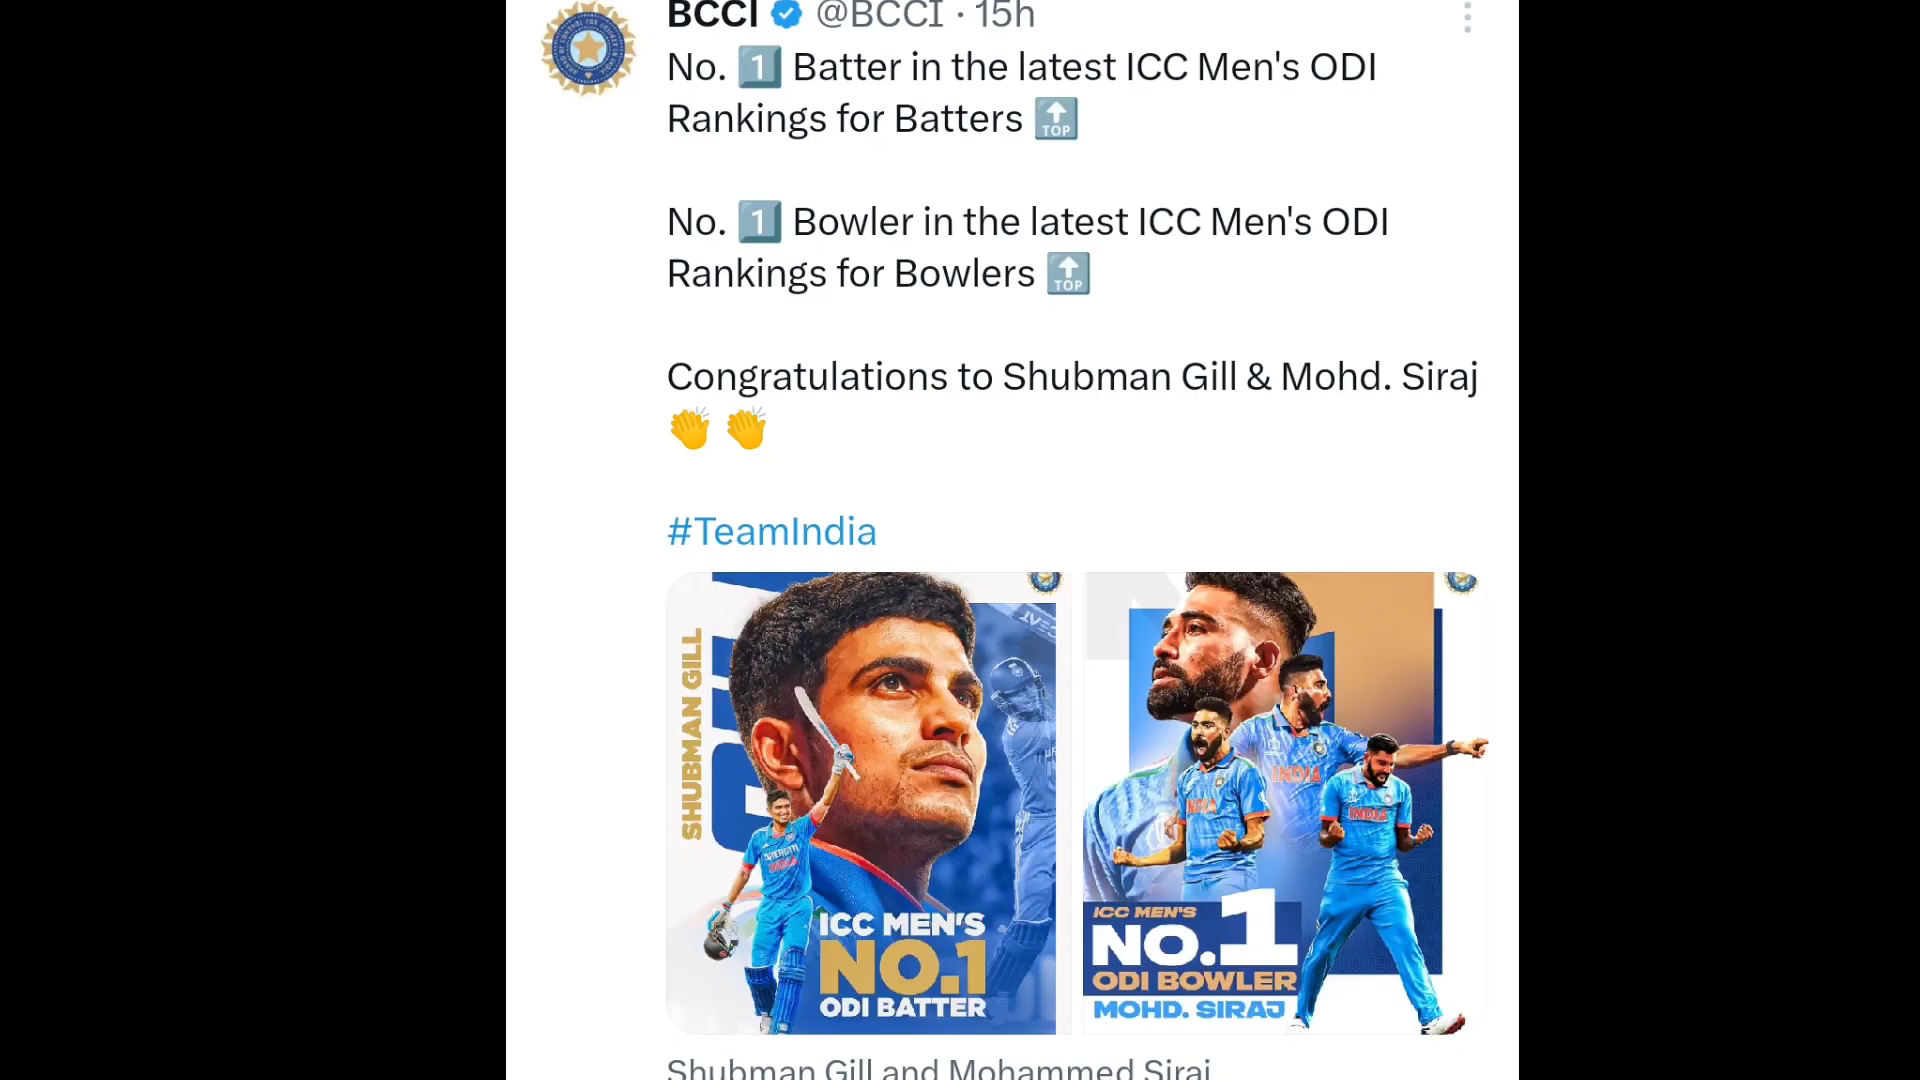 BCCI @BCCI · 15h
No. 1 Batter in the latest ICC Men's ODI
Rankings for Batters TOP
No. 1 Bowler in the latest ICC Men's ODI
Rankings for Bowlers TOP
Congratulations to Shubman Gill & Mohd. Siraj
👏 👏
#TeamIndia
SHUBMAN GILL
ICC MEN'S
NO.1
ODI BATTER
INDIA
INDIA
ICC MEN'S
NO.1
ODI BOWLER
MOHD. SIRAJ
Shubman Gill and Mohammed Siraj